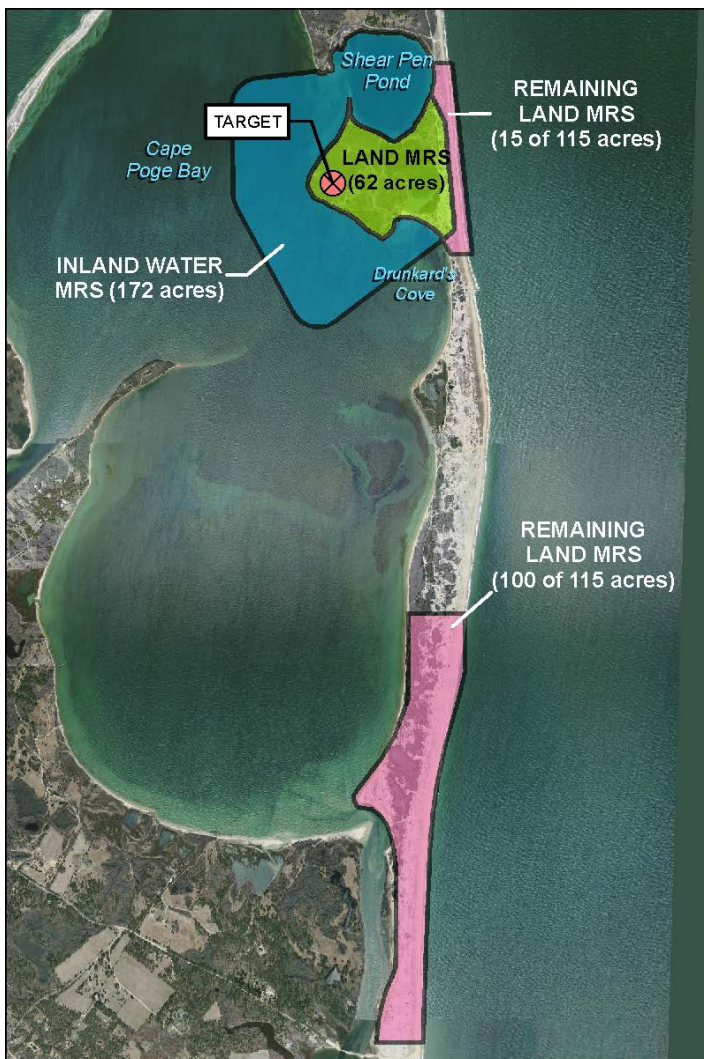 Shear Pen
Pond
REMAINING
LAND MRS
(15 of 115 acres)
TARGET
Cape
Poge Bay
LAND MRS
(62 acres)
INLAND WATER
MRS (172 acres)
Drunkard's
Cove
REMAINING
LAND MRS
(100 of 115 acres)